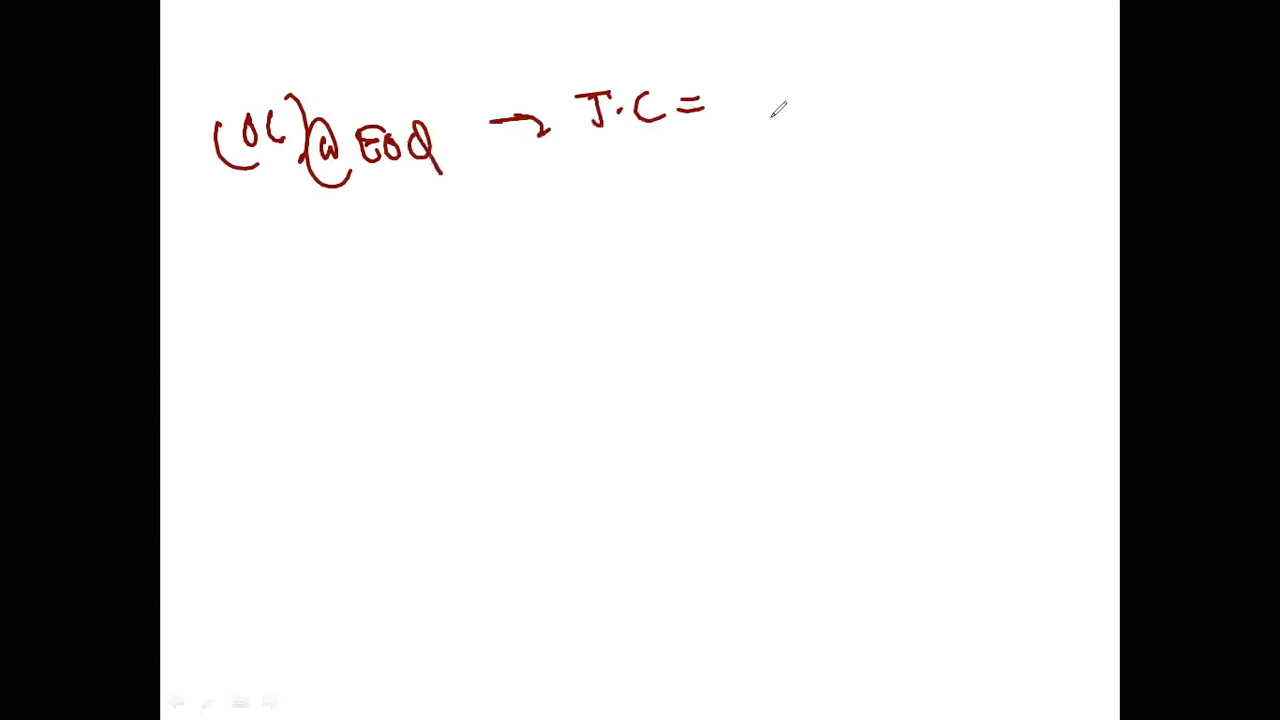 (OC)@ EOQ → T.C =